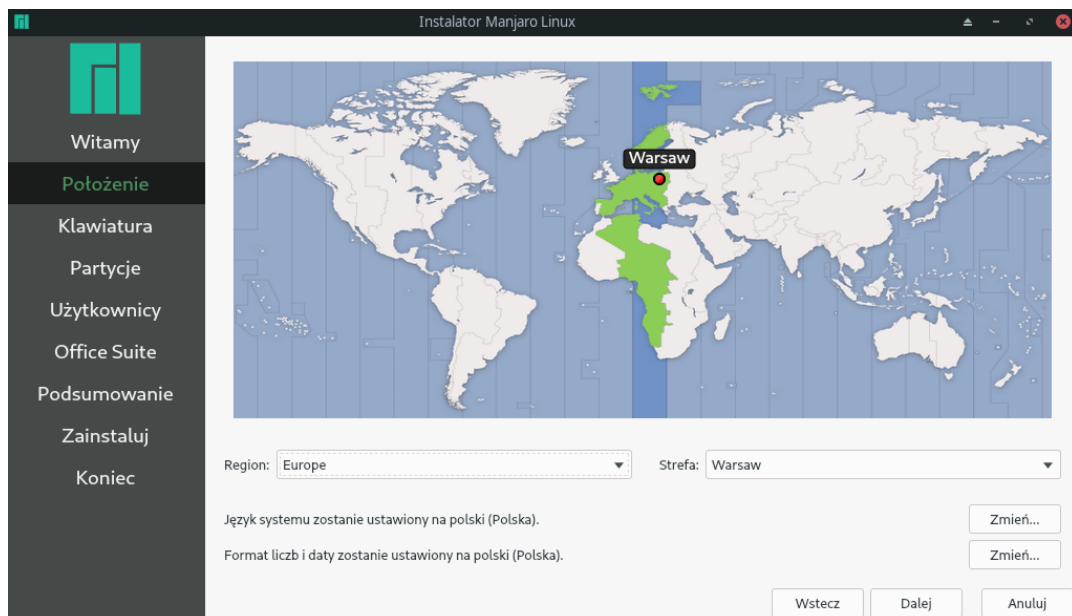 Instalator Manjaro Linux
Witamy
Położenie
Klawiatura
Partycje
Użytkownicy
Office Suite
Podsumowanie
Zainstaluj
Koniec
Warsaw
Region: Europe
Strefa: Warsaw
Język systemu zostanie ustawiony na polski (Polska).
Zmień...
Format liczb i daty zostanie ustawiony na polski (Polska).
Zmień...
Wstecz
Dalej
Anuluj